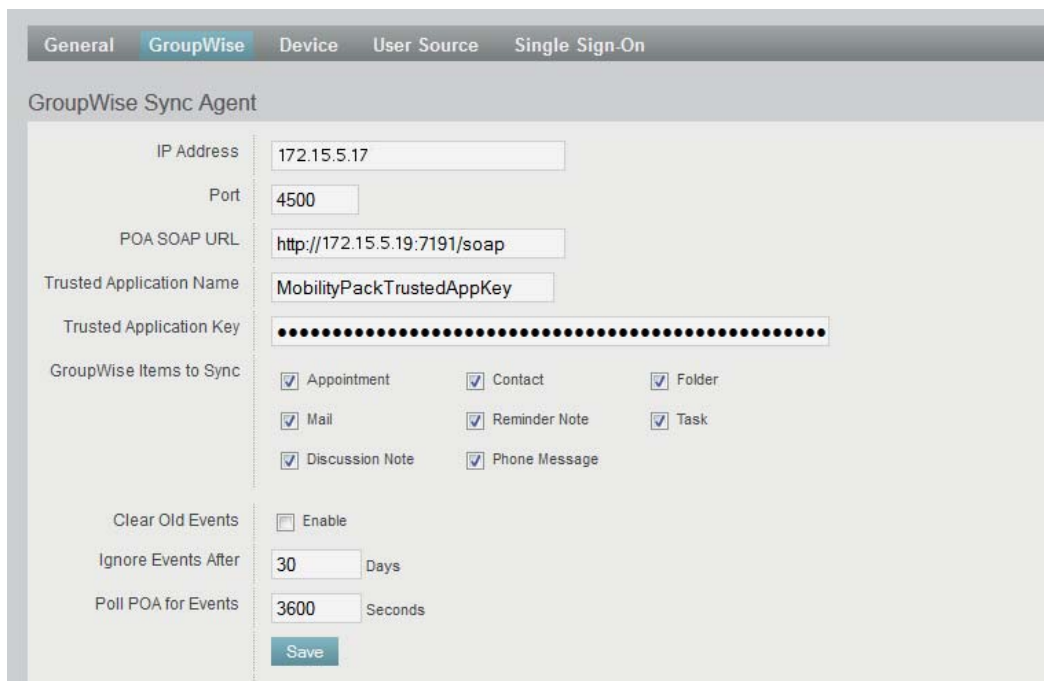 General GroupWise Device User Source Single Sign-On
GroupWise Sync Agent
IP Address 172.15.5.17
Port 4500
POA SOAP URL http://172.15.5.19:7191/soap
Trusted Application Name MobilityPackTrustedAppKey
Trusted Application Key
GroupWise Items to Sync Appointment Contact Folder
Mail Reminder Note Task
Discussion Note Phone Message
Clear Old Events Enable
Ignore Events After 30 Days
Poll POA for Events 3600 Seconds
Save